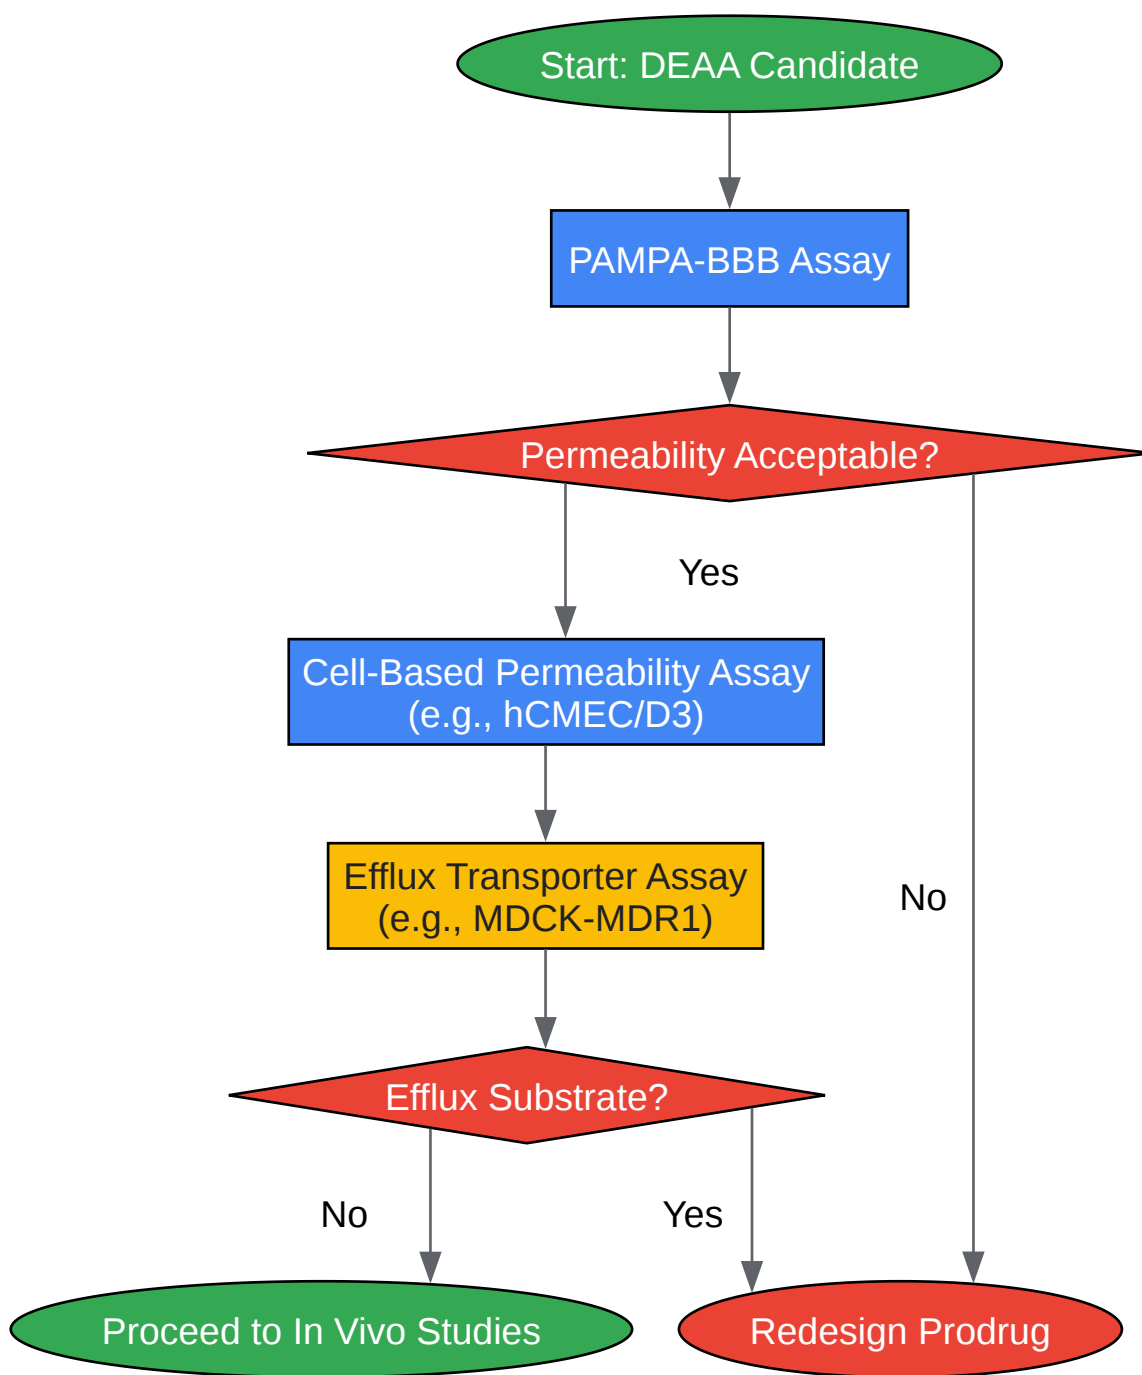 Start: DEAA Candidate
PAMPA-BBB Assay
Permeability Acceptable?
Yes
Cell-Based Permeability Assay
(e.g., hCMEC/D3)
Efflux Transporter Assay
(e.g., MDCK-MDR1)
No
Efflux Substrate?
No
Yes
Proceed to In Vivo Studies
Redesign Prodrug